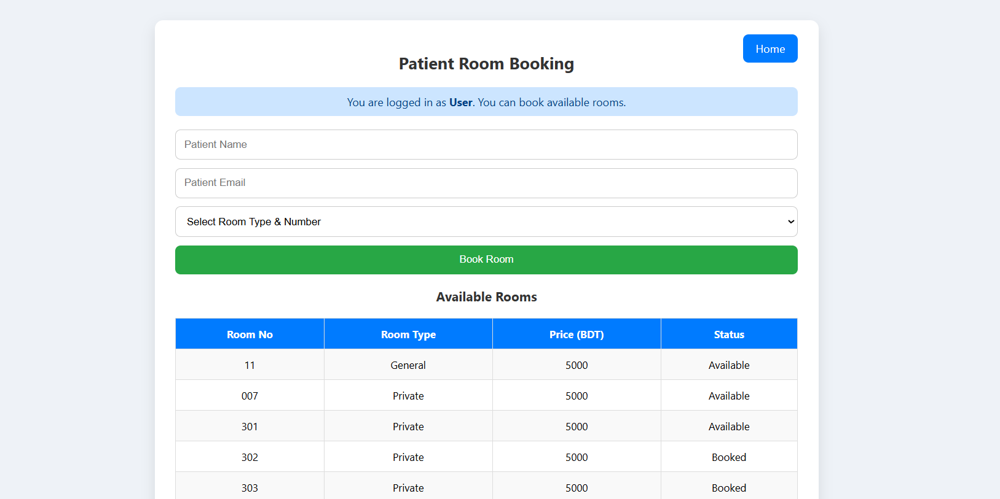 Home
Patient Room Booking
You are logged in as User. You can book available rooms.
Patient Name
Patient Email
Select Room Type & Number
Book Room
Available Rooms
Room No Room Type Price (BDT) Status
11 General 5000 Available
007 Private 5000 Available
301 Private 5000 Available
302 Private 5000 Booked
303 Private 5000 Booked